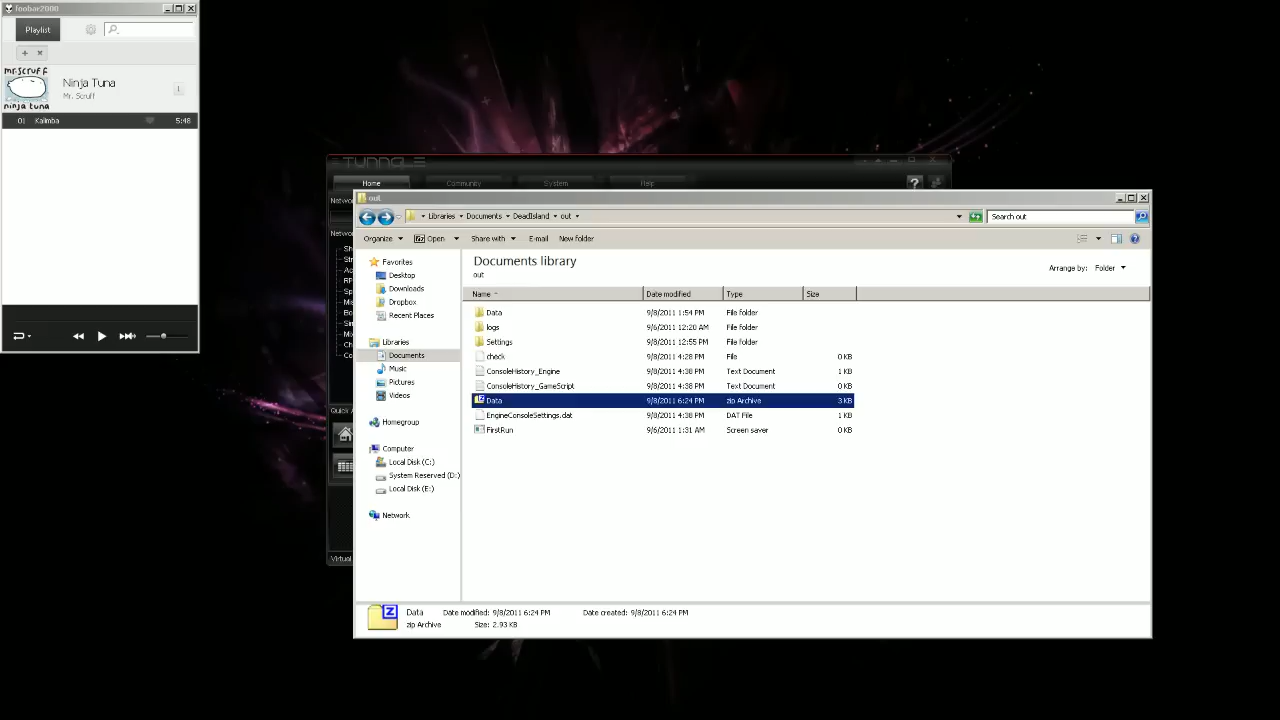 foobar2000
Playlist
mr.scruff
ninja tuna
Ninja Tuna
Mr. Scruff
01 Kalimba 5:48
TUNNGLE
Home Community System Help
out
Libraries Documents DeadIsland out
Search out
Organize Open Share with E-mail New folder
Documents library
out
Arrange by: Folder
Name Date modified Type Size
Data 9/8/2011 1:54 PM File folder
logs 9/6/2011 12:20 AM File folder
Settings 9/8/2011 12:55 PM File folder
check 9/8/2011 4:28 PM File 0 KB
ConsoleHistory_Engine 9/8/2011 4:38 PM Text Document 1 KB
ConsoleHistory_GameScript 9/8/2011 4:38 PM Text Document 0 KB
Data 9/8/2011 6:24 PM zip Archive 3 KB
EngineConsoleSettings.dat 9/8/2011 4:38 PM DAT File 1 KB
FirstRun 9/6/2011 1:31 AM Screen saver 0 KB
Favorites
Desktop
Downloads
Dropbox
Recent Places
Libraries
Documents
Music
Pictures
Videos
Homegroup
Computer
Local Disk (C:)
System Reserved (D:)
Local Disk (E:)
Network
Virtual
Data Date modified: 9/8/2011 6:24 PM Date created: 9/8/2011 6:24 PM
zip Archive Size: 2.93 KB